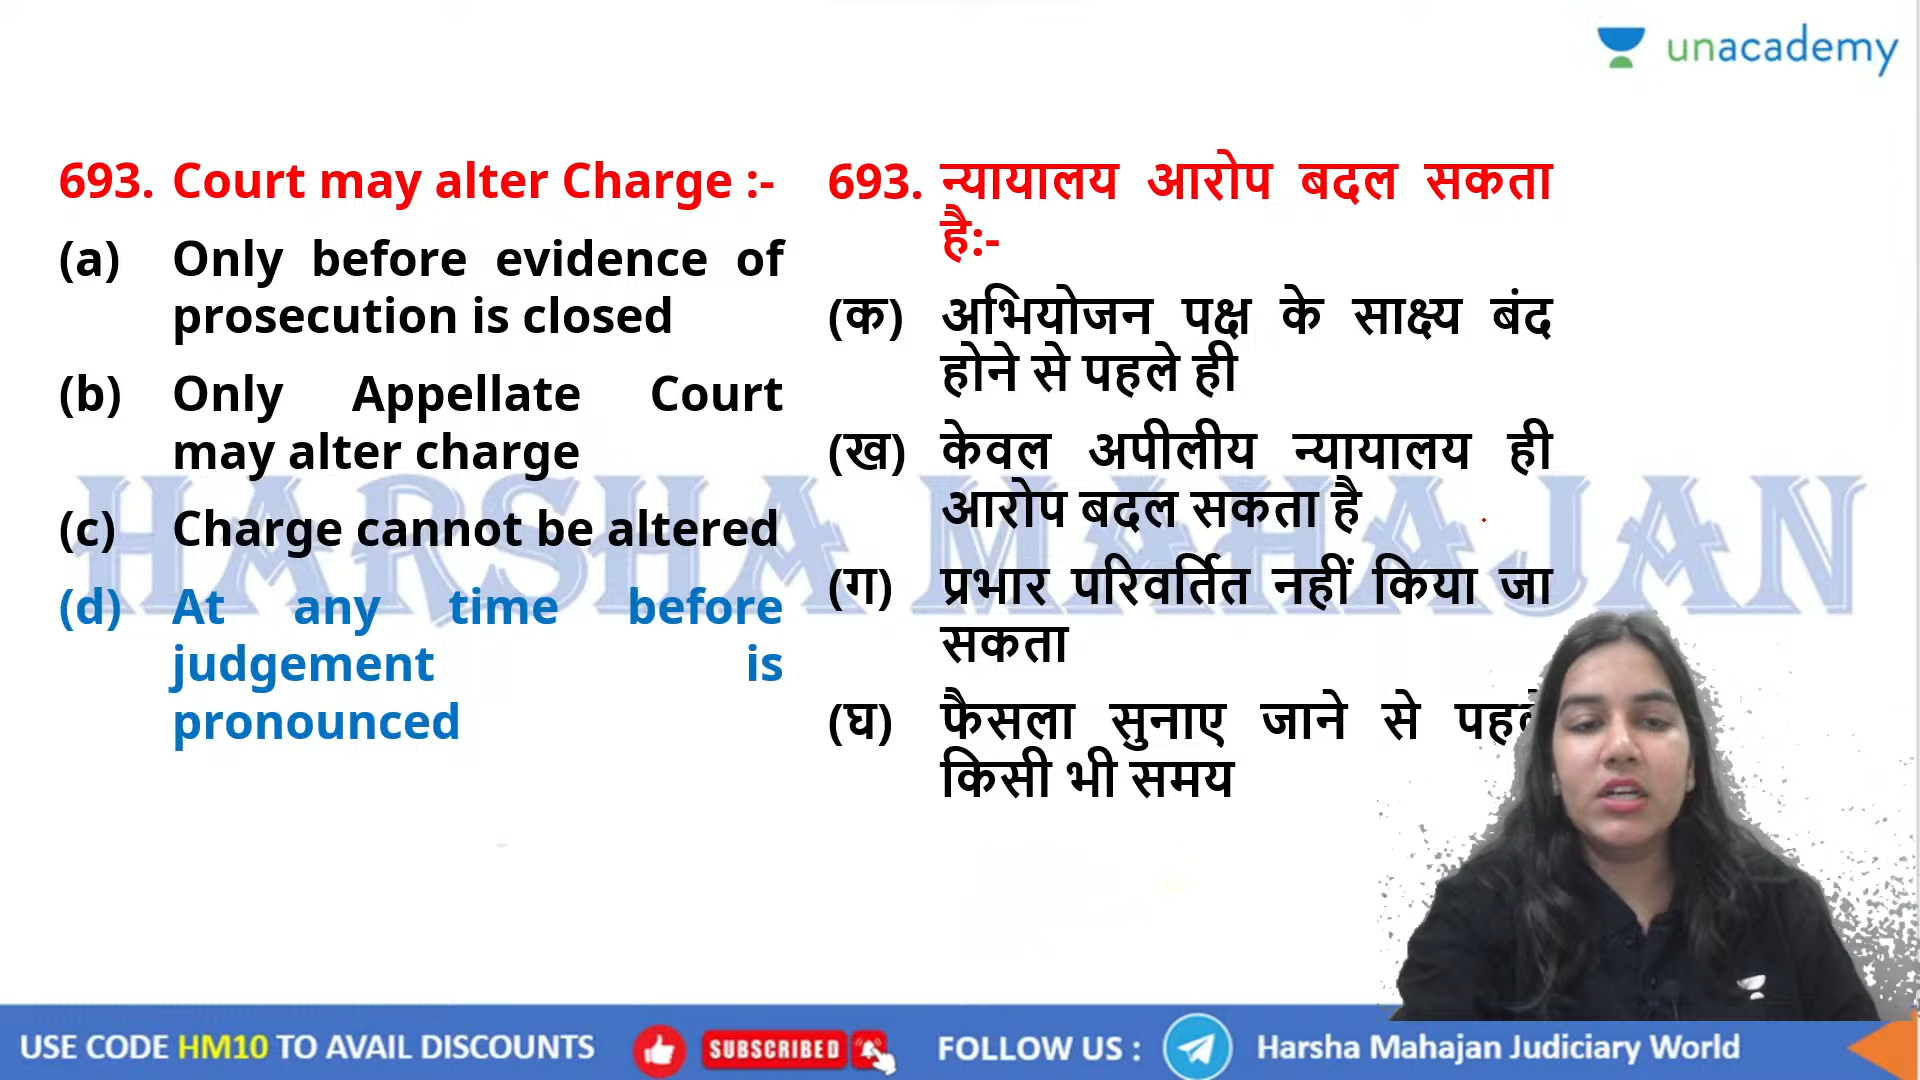 unacademy
693. Court may alter Charge :-
(a) Only before evidence of
prosecution is closed
(b) Only Appellate Court
may alter charge
(c) Charge cannot be altered
(d) At any time before
judgement is
pronounced
693. न्यायालय आरोप बदल सकता
है:-
(क) अभियोजन पक्ष के साक्ष्य बंद
होने से पहले ही
(ख) केवल अपीलीय न्यायालय ही
आरोप बदल सकता है
(ग) प्रभार परिवर्तित नहीं किया जा
सकता
(घ) फैसला सुनाए जाने से
किसी भी समय
HARSHA MAHAJAN
USE CODE HM10 TO AVAIL DISCOUNTS
SUBSCRIBED
FOLLOW US :
Harsha Mahajan Judiciary World